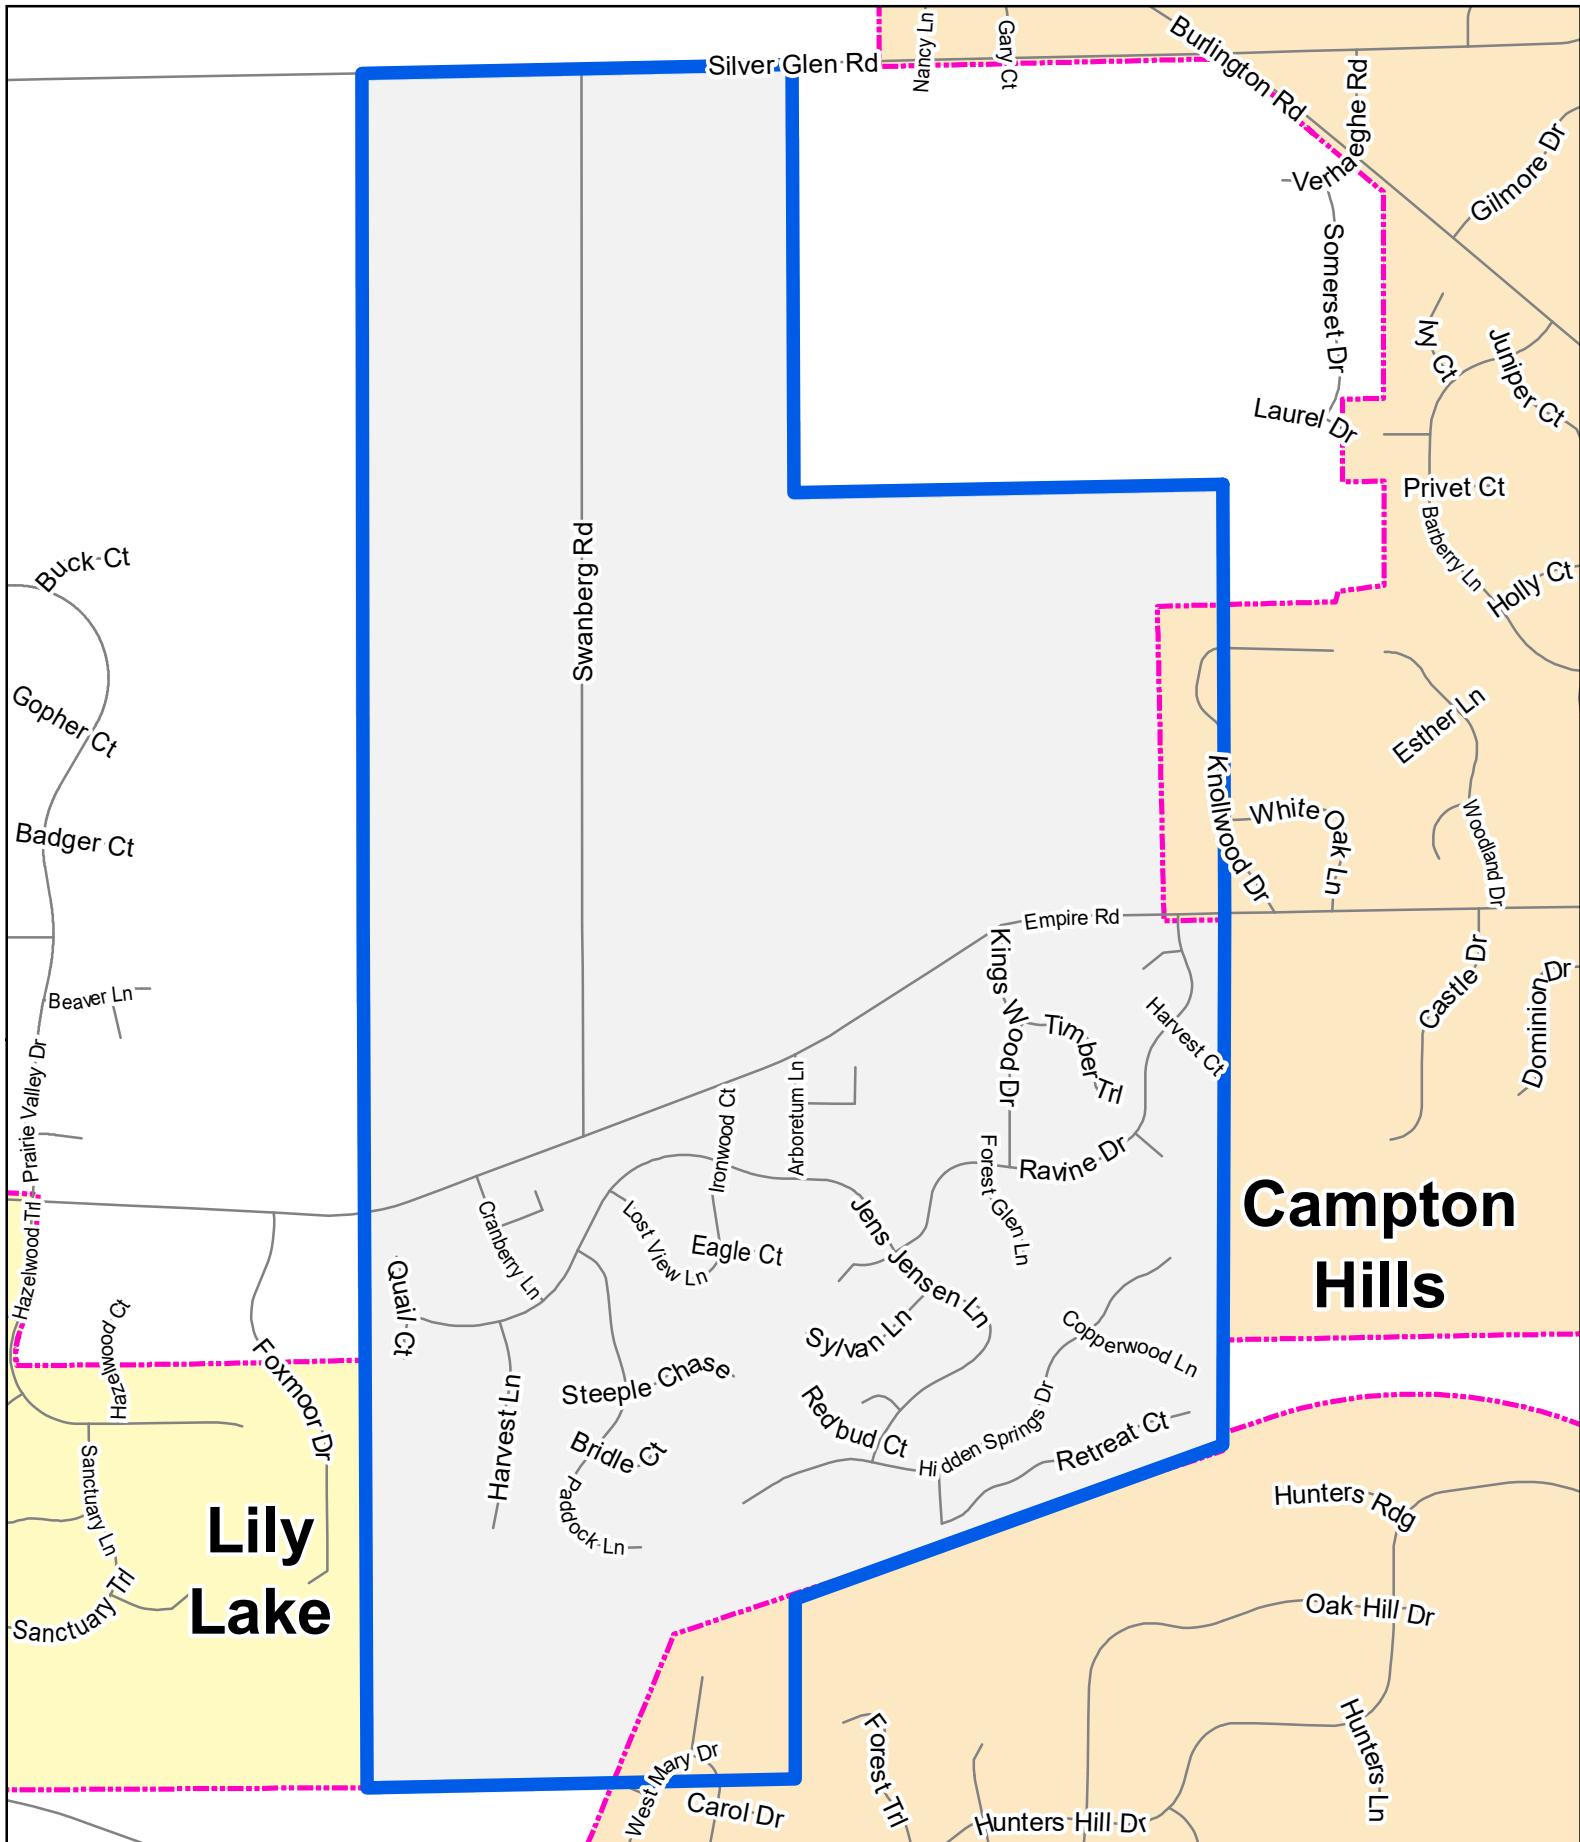 Silver Glen Rd
Nancy Ln
Gary Ct
Burlington Rd
Verhaeghe Rd
Gilmore Dr
Somerset Dr
Ivy Ct
Juniper Ct
Laurel Dr
Privet Ct
Barberry Ln
Holly Ct
Buck Ct
Swanberg Rd
Gopher Ct
Esther Ln
Badger Ct
Knollwood Dr
White Oak Ln
Woodland Dr
Empire Rd
Kings Wood Dr
Castle Dr
Dominion Dr
Beaver Ln
Timber Trl
Harvest Ct
Prairie Valley Dr
Ironwood Ct
Arboretum Ln
Forest Glen Ln
Ravine Dr
Hazelwood Trl
Cranberry Ln
Lost View Ln
Eagle Ct
Jens Jensen Ln
Campton
Hills
Quail Ct
Hazelwood Ct
Foxmoor Dr
Sylvan Ln
Copperwood Ln
Steeple Chase
Harvest Ln
Redbud Ct
Hidden Springs Dr
Retreat Ct
Bridle Ct
Paddock Ln
Sanctuary Ln
Lily
Lake
Sanctuary Trl
Hunters Rdg
Oak Hill Dr
Hunters Ln
West Mary Dr
Carol Dr
Forest Trl
Hunters Hill Dr